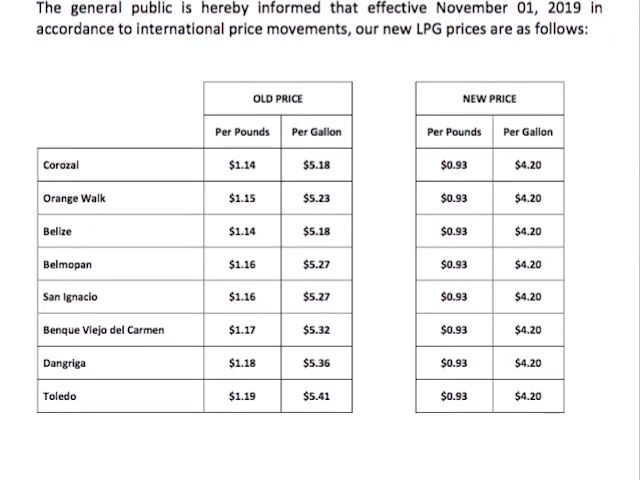 The general public is hereby informed that effective November 01, 2019 in
accordance to international price movements, our new LPG prices are as follows:
OLD PRICE NEW PRICE
Per Pounds Per Gallon Per Pounds Per Gallon
Corozal $1.14 $5.18 $0.93 $4.20
Orange Walk $1.15 $5.23 $0.93 $4.20
Belize $1.14 $5.18 $0.93 $4.20
Belmopan $1.16 $5.27 $0.93 $4.20
San Ignacio $1.16 $5.27 $0.93 $4.20
Benque Viejo del Carmen $1.17 $5.32 $0.93 $4.20
Dangriga $1.18 $5.36 $0.93 $4.20
Toledo $1.19 $5.41 $0.93 $4.20